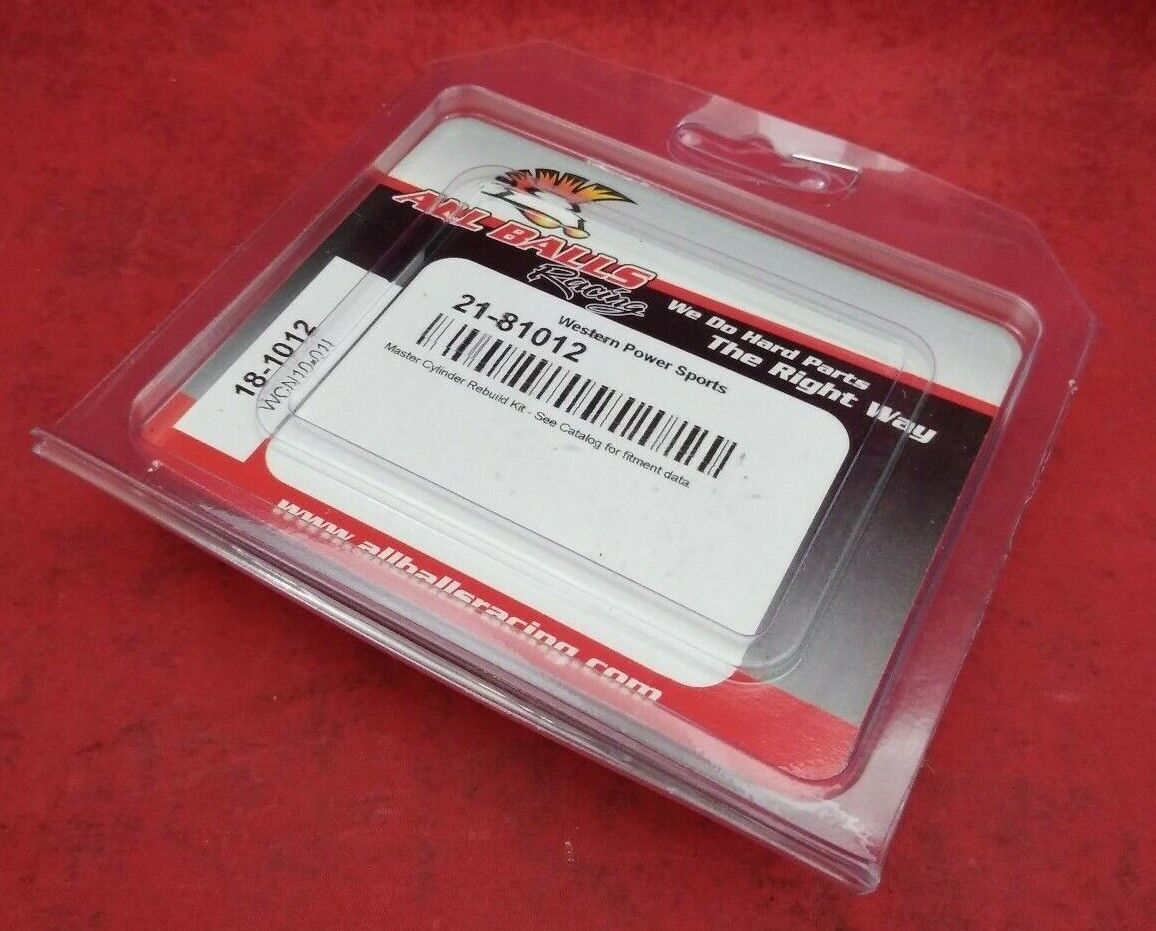 ALL BALLS
Racing
We Do Hard Parts
The Right Way
Western Power Sports
21-81012
Master Cylinder Rebuild Kit - See Catalog for fitment data.
18-1012
www.allballsracing.com